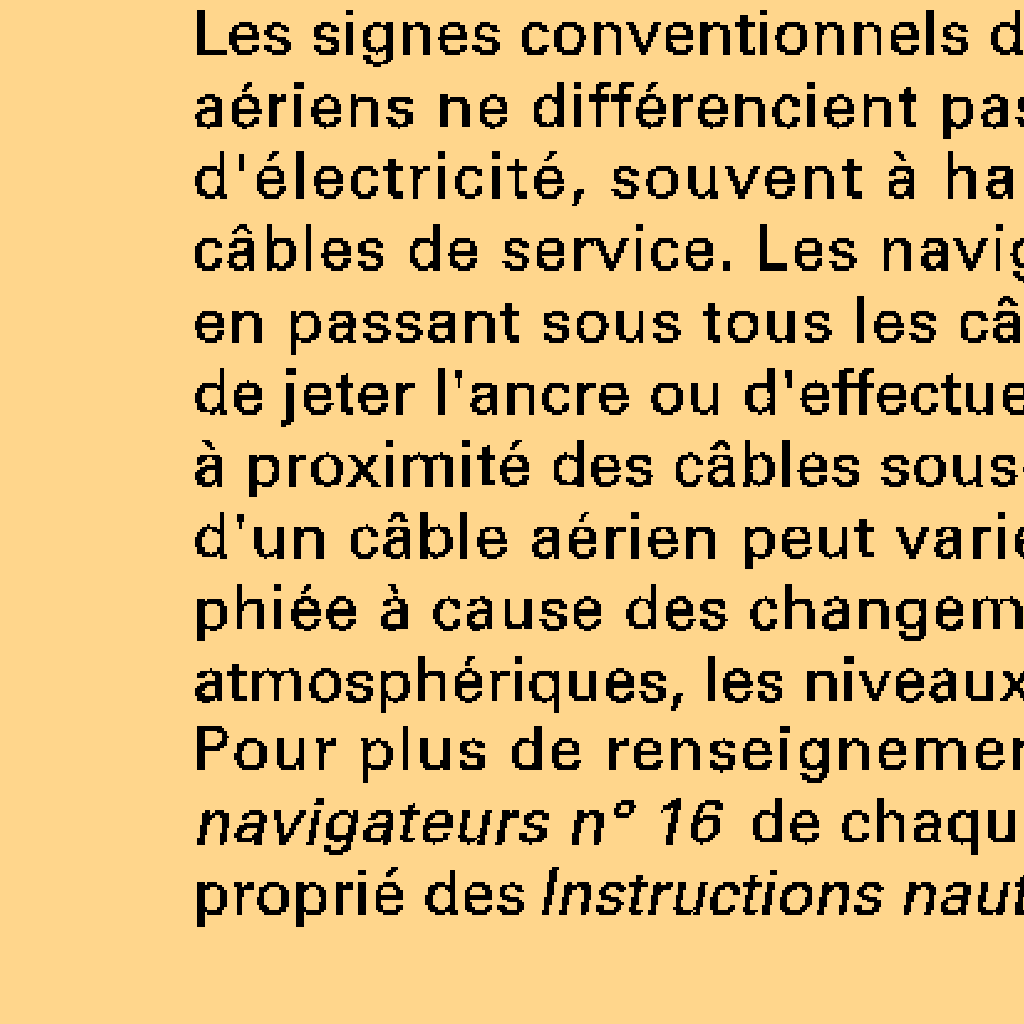 Les signes conventionnels d
aériens ne différencient pas
d'électricité, souvent à ha
câbles de service. Les navig
en passant sous tous les câ
de jeter l'ancre ou d'effectue
à proximité des câbles sous-
d'un câble aérien peut varie
phiée à cause des changem
atmosphériques, les niveaux
Pour plus de renseignemen
navigateurs n° 16 de chaqu
proprié des Instructions naut